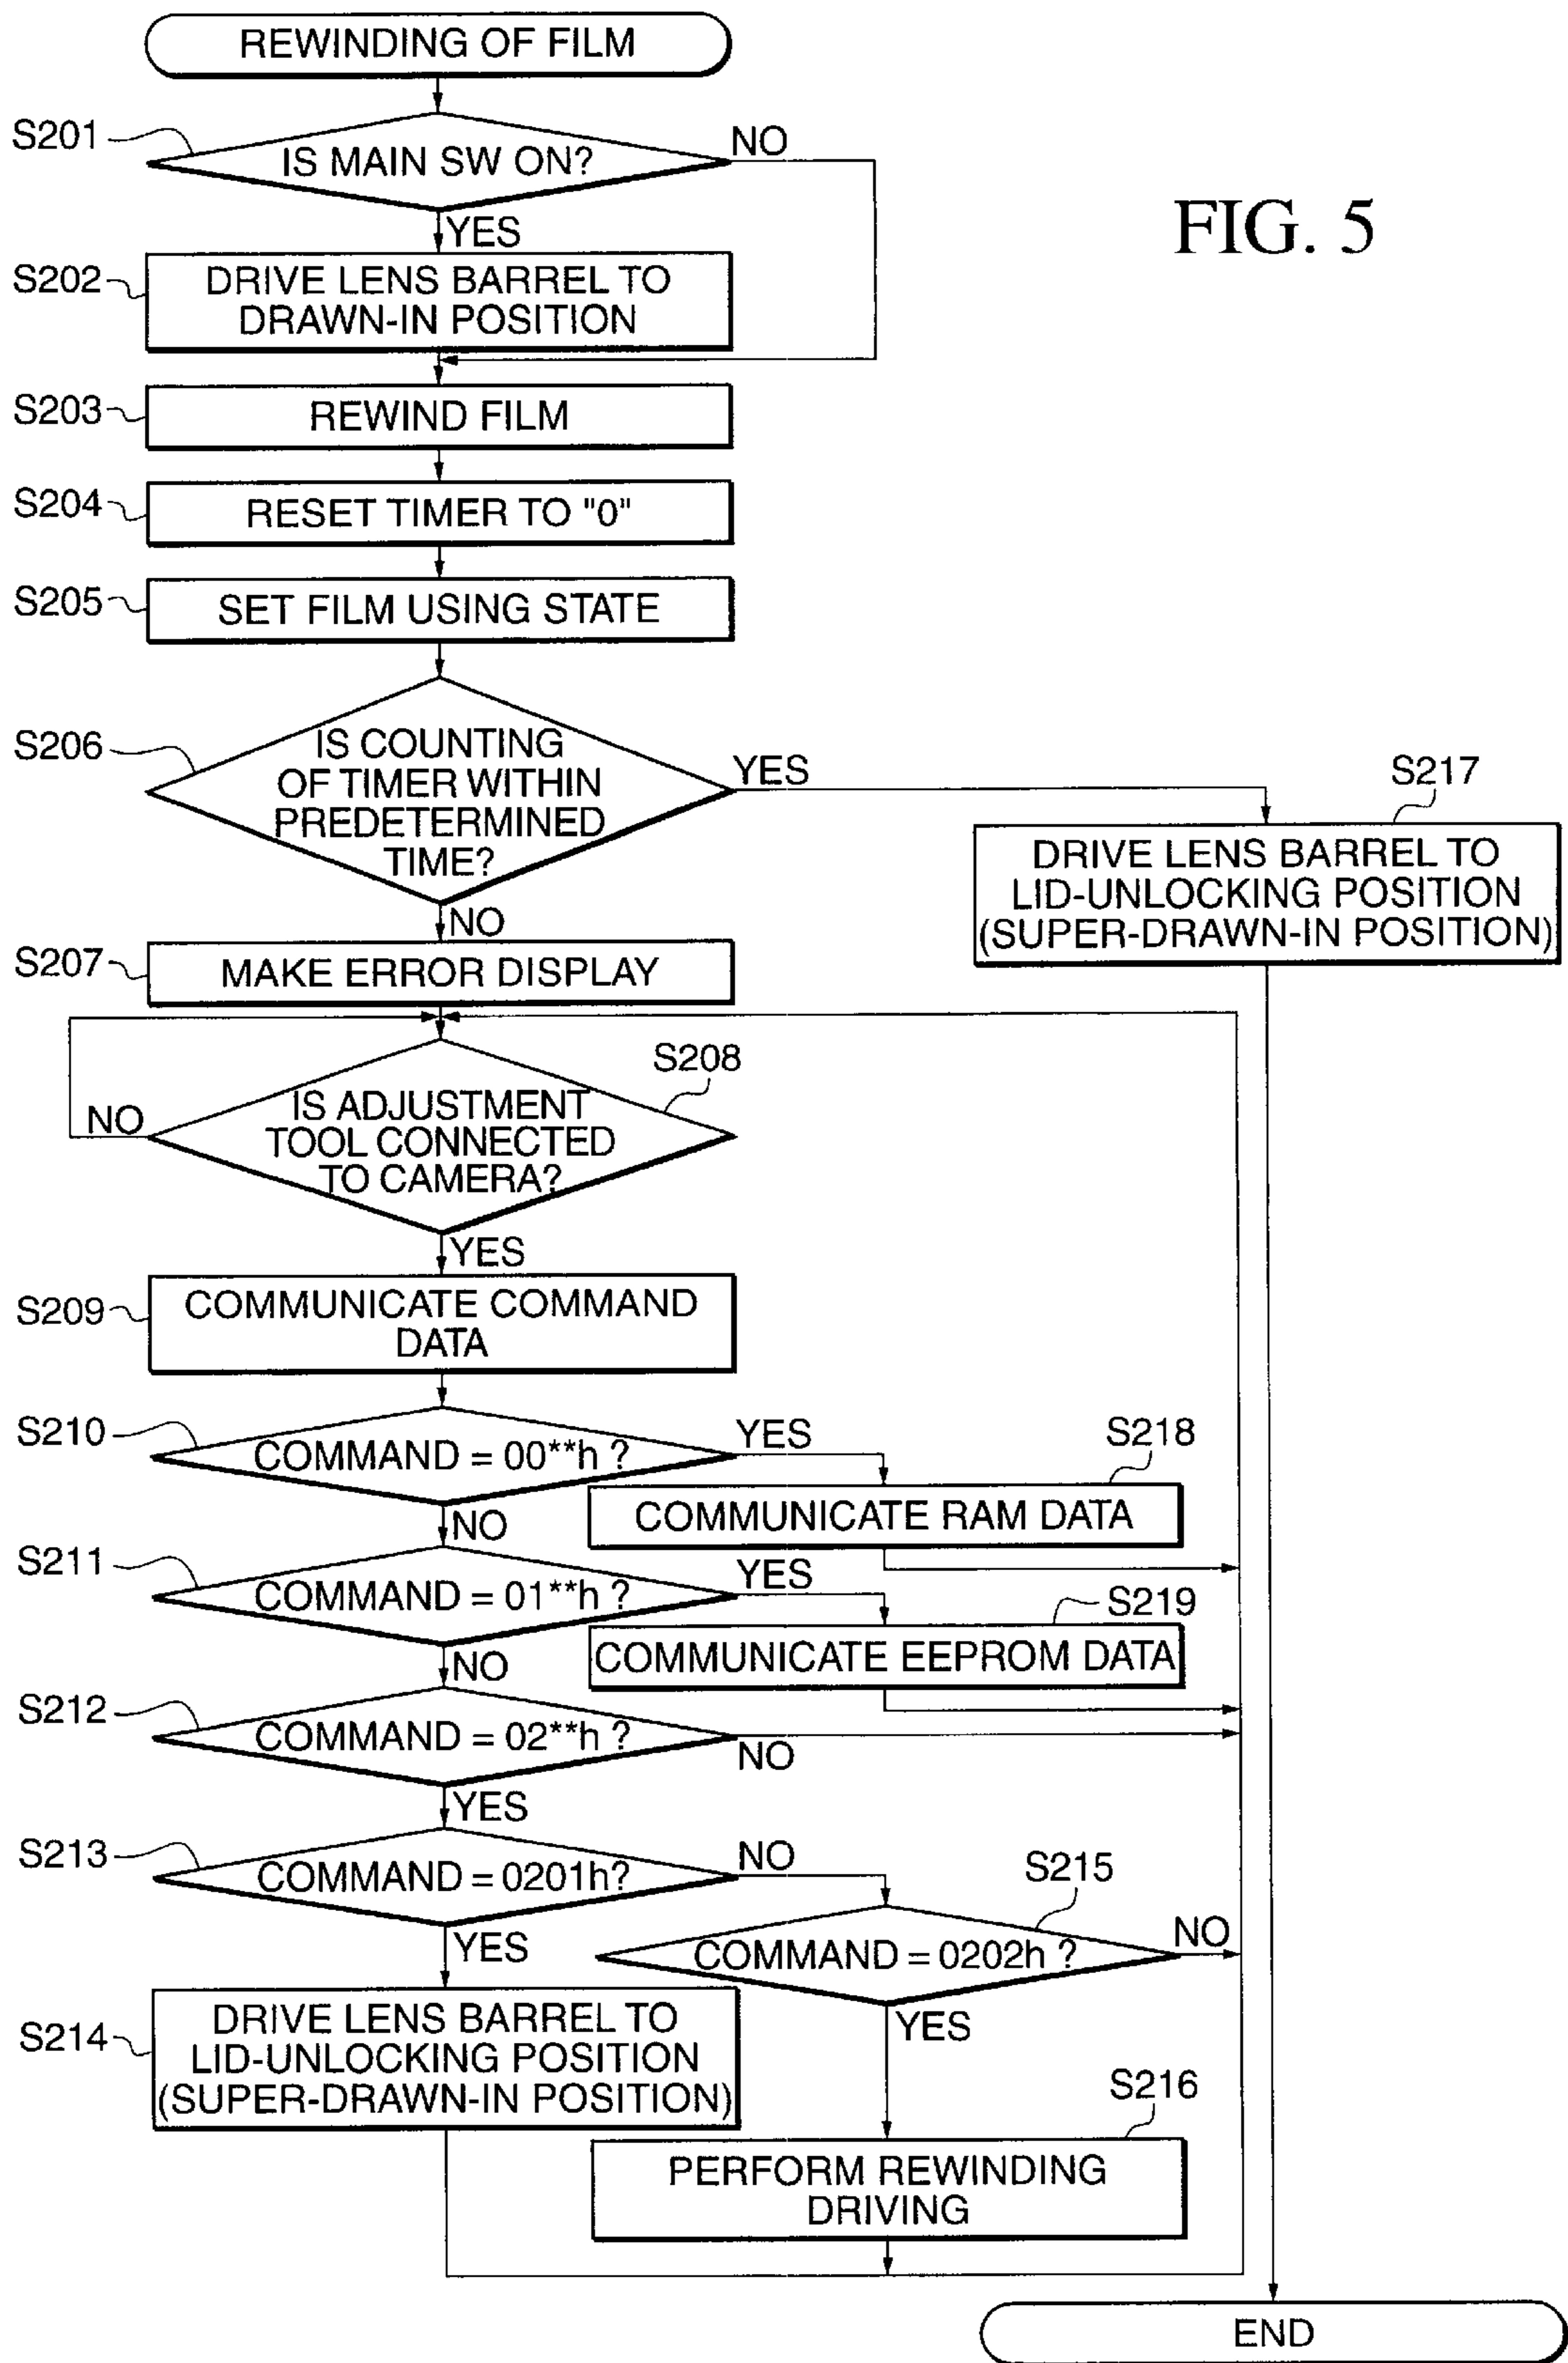 REWINDING OF FILM
S201
IS MAIN SW ON?
NO
YES
FIG. 5
S202
DRIVE LENS BARREL TO
DRAWN-IN POSITION
S203
REWIND FILM
S204
RESET TIMER TO "0"
S205
SET FILM USING STATE
S206
IS COUNTING
OF TIMER WITHIN
PREDETERMINED
TIME?
YES
NO
S217
DRIVE LENS BARREL TO
LID-UNLOCKING POSITION
(SUPER-DRAWN-IN POSITION)
S207
MAKE ERROR DISPLAY
S208
IS ADJUSTMENT
TOOL CONNECTED
TO CAMERA?
NO
YES
S209
COMMUNICATE COMMAND
DATA
S210
COMMAND = 00**h ?
YES
NO
S218
COMMUNICATE RAM DATA
S211
COMMAND = 01**h ?
YES
NO
S219
COMMUNICATE EEPROM DATA
S212
COMMAND = 02**h ?
NO
YES
S213
COMMAND = 0201h?
NO
YES
S215
COMMAND = 0202h ?
NO
YES
S214
DRIVE LENS BARREL TO
LID-UNLOCKING POSITION
(SUPER-DRAWN-IN POSITION)
S216
PERFORM REWINDING
DRIVING
END